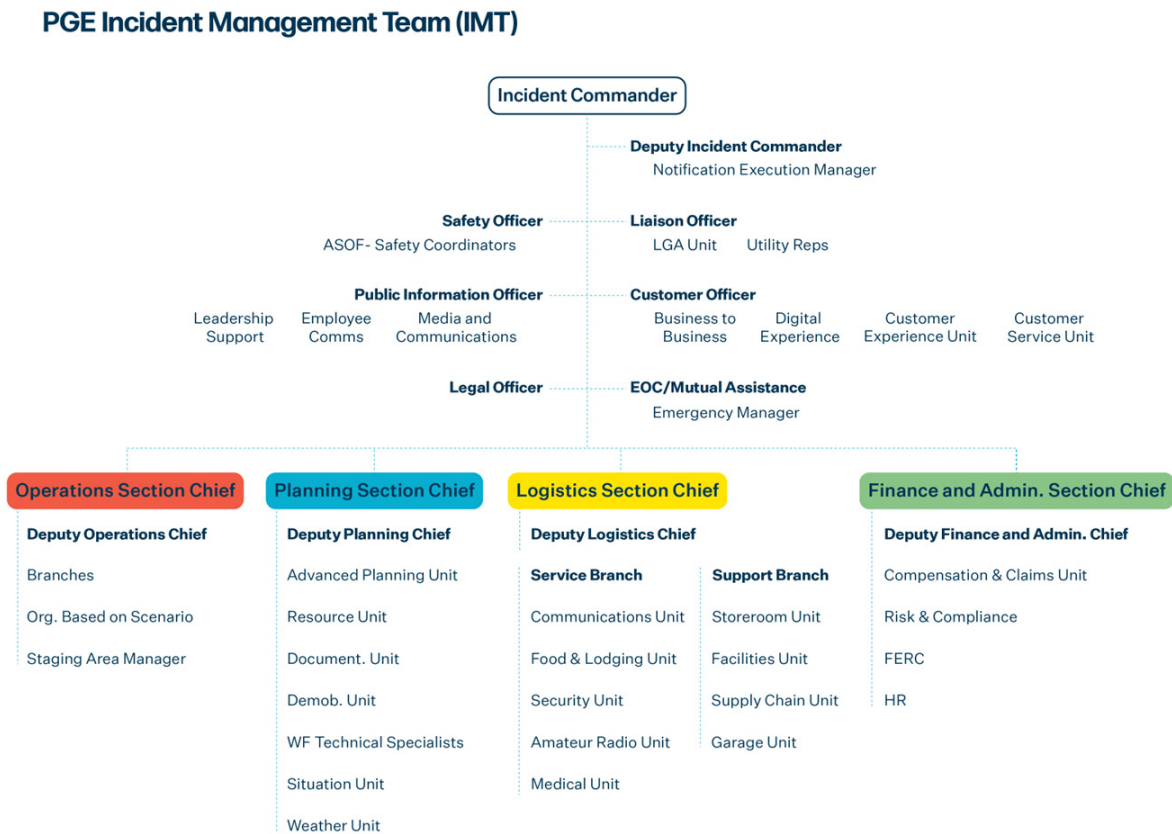 PGE Incident Management Team (IMT)
Incident Commander
Deputy Incident Commander
Notification Execution Manager
Safety Officer
ASOF- Safety Coordinators
Liaison Officer
LGA Unit
Utility Reps
Public Information Officer
Leadership
Support
Employee
Comms
Media and
Communications
Customer Officer
Business to
Business
Digital
Experience
Customer
Experience Unit
Customer
Service Unit
Legal Officer
EOC/Mutual Assistance
Emergency Manager
Operations Section Chief
Deputy Operations Chief
Branches
Org. Based on Scenario
Staging Area Manager
Planning Section Chief
Deputy Planning Chief
Advanced Planning Unit
Resource Unit
Document. Unit
Demob. Unit
WF Technical Specialists
Situation Unit
Weather Unit
Logistics Section Chief
Deputy Logistics Chief
Service Branch
Communications Unit
Food & Lodging Unit
Security Unit
Amateur Radio Unit
Medical Unit
Support Branch
Storeroom Unit
Facilities Unit
Supply Chain Unit
Garage Unit
Finance and Admin. Section Chief
Deputy Finance and Admin. Chief
Compensation & Claims Unit
Risk & Compliance
FERC
HR